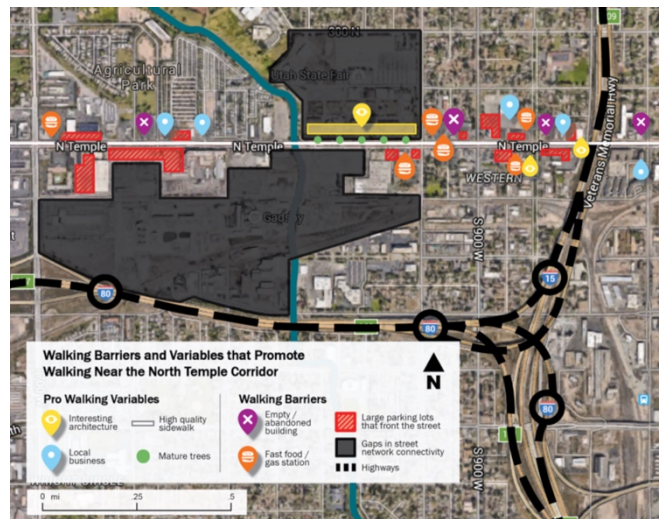 300 N
09
Agricultural
Park
Utah State Fair
N Temple
N Temple
N Temple
WESTERN
Veterans Memorial Hwy
S 900 W
15
80
80
80
Walking Barriers and Variables that Promote
Walking Near the North Temple Corridor
N
Pro Walking Variables
Interesting
architecture
High quality
sidewalk
Local
business
Mature trees
Walking Barriers
Empty /
abandoned
building
Large parking lots
that front the street
Fast food /
gas station
Gaps in street
network connectivity
Highways
S 900 W
0 mi .25 .5